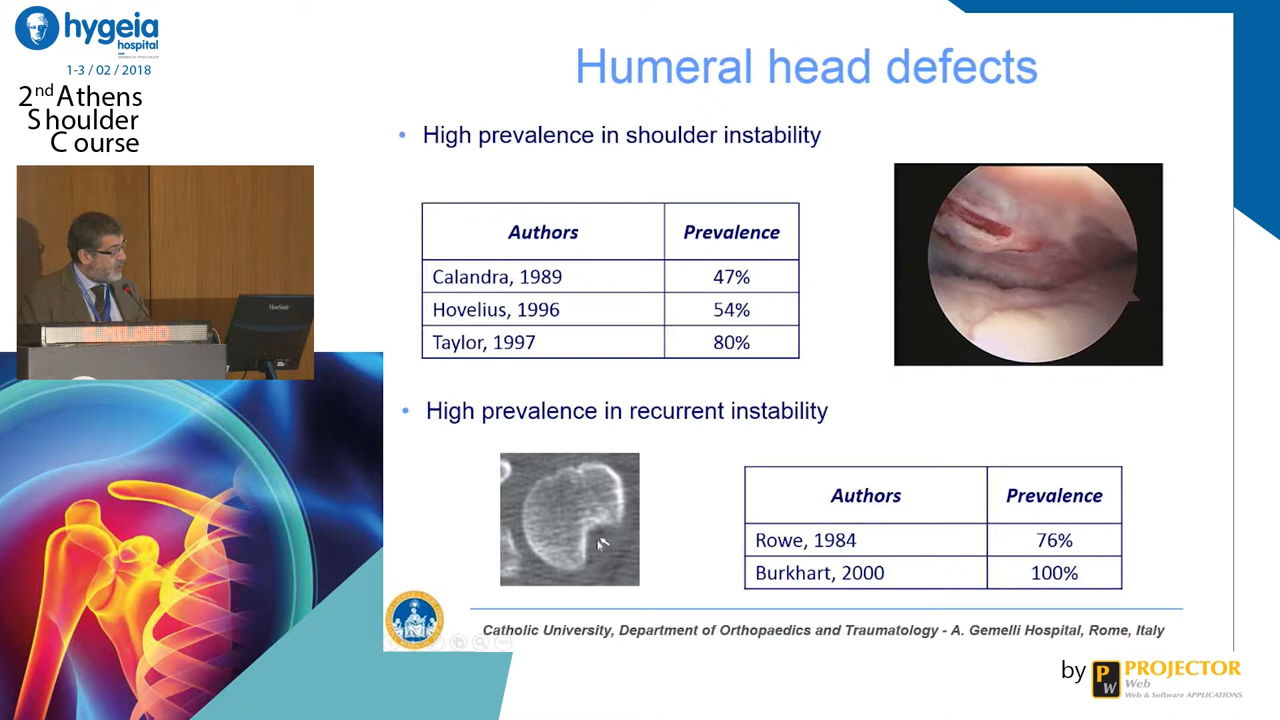 hygeia
hospital
1-3 / 02 / 2018
2nd Athens
Shoulder
Course
Humeral head defects
• High prevalence in shoulder instability
Authors Prevalence
Calandra, 1989 47%
Hovelius, 1996 54%
Taylor, 1997 80%
• High prevalence in recurrent instability
Authors Prevalence
Rowe, 1984 76%
Burkhart, 2000 100%
Catholic University, Department of Orthopaedics and Traumatology - A. Gemelli Hospital, Rome, Italy
by PW PROJECTOR
Web
Web & Software APPLICATIONS
ViewSonic